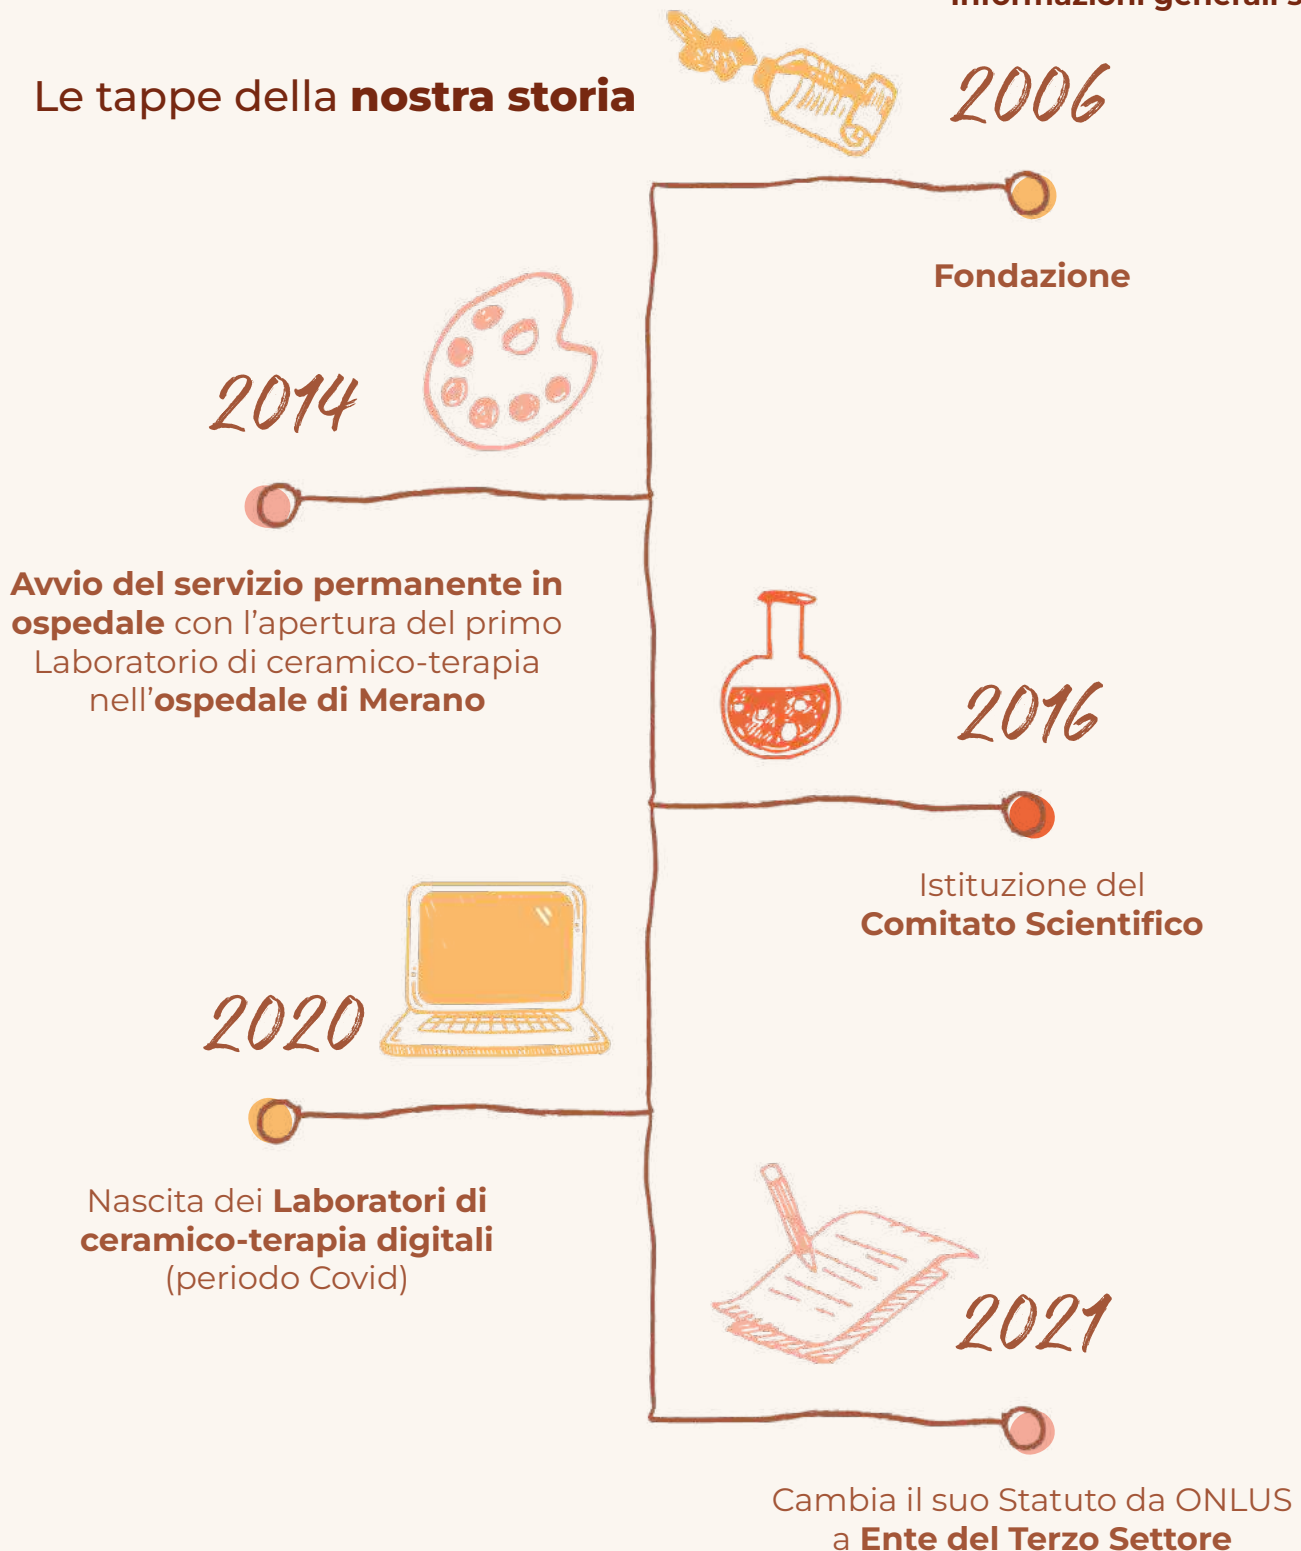 Informazioni generali s
Le tappe della nostra storia
2006
Fondazione
2014
Avvio del servizio permanente in
ospedale con l'apertura del primo
Laboratorio di ceramico-terapia
nell'ospedale di Merano
2016
Istituzione del
Comitato Scientifico
2020
Nascita dei Laboratori di
ceramico-terapia digitali
(periodo Covid)
2021
Cambia il suo Statuto da ONLUS
a Ente del Terzo Settore